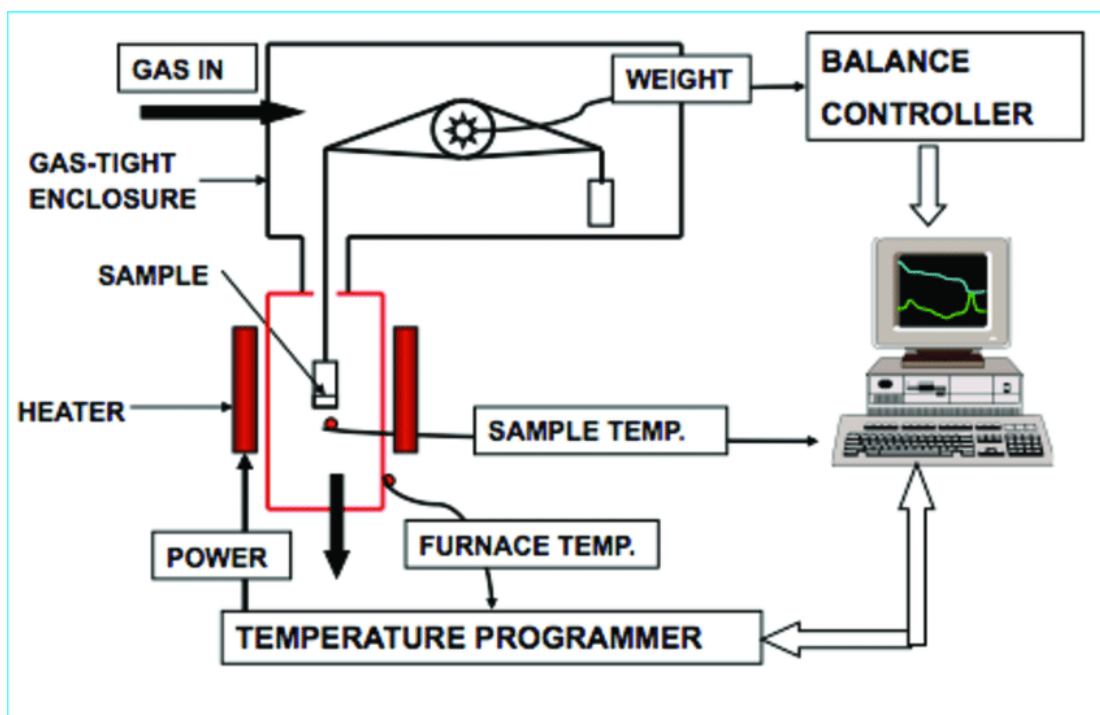 GAS IN
WEIGHT
BALANCE
CONTROLLER
GAS-TIGHT
ENCLOSURE
SAMPLE
HEATER
SAMPLE TEMP.
POWER
FURNACE TEMP.
TEMPERATURE PROGRAMMER